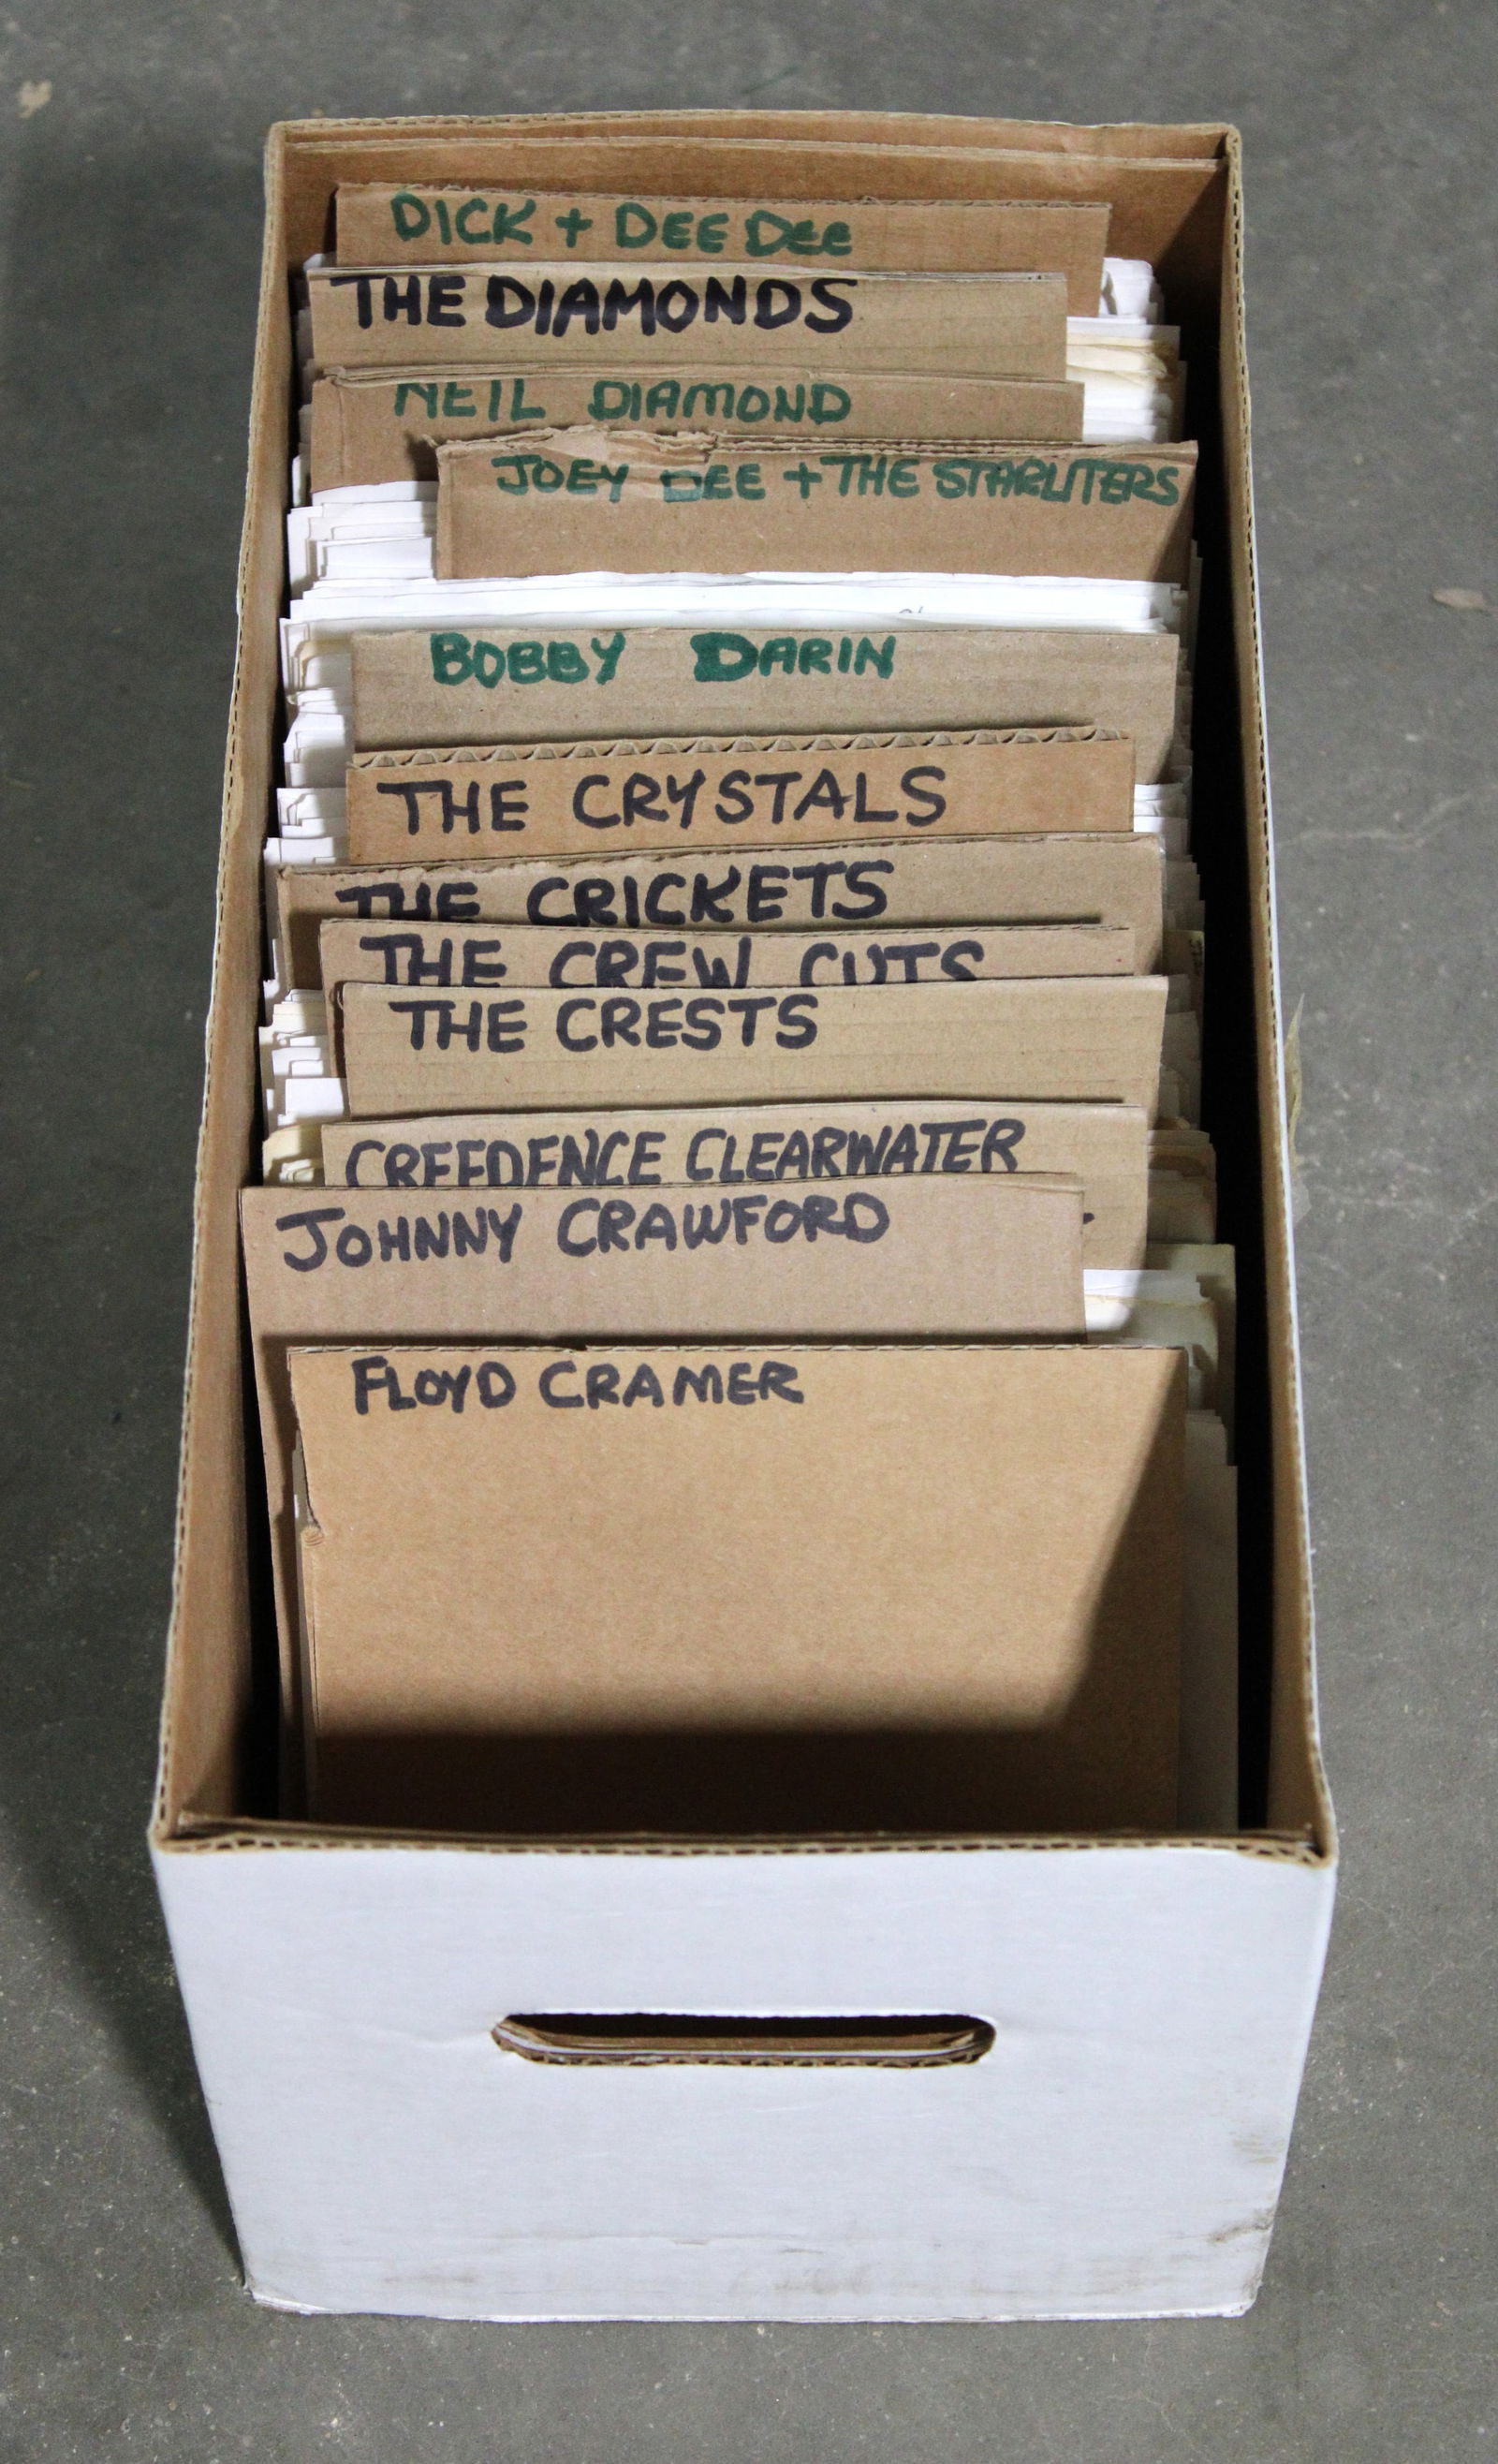 DICK + DEE DEE
THE DIAMONDS
NEIL DIAMOND
JOEY DEE + THE STARLITERS
BOBBY DARIN
THE CRYSTALS
THE CRICKETS
THE CREW CUTS
THE CRESTS
CREEDENCE CLEARWATER
JOHNNY CRAWFORD
FLOYD CRAMER